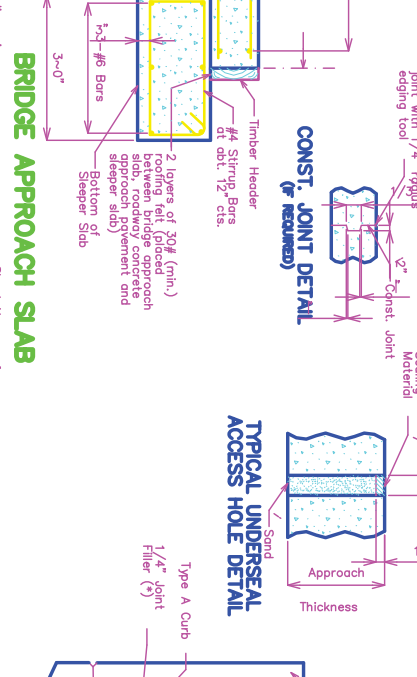 joint with 1/4" radius
edging tool
1/3
1/2"
Const. Joint
Material
CONST. JOINT DETAIL
(IF REQUIRED)
Timber Header
#4 Stirrup Bars
at abt. 12" cts.
2 layers of 30# (min.)
roofing felt (placed
between bridge approach
slab, roadway concrete
approach pavement and
sleeper slab)
Bottom of
Sleeper Slab
3-#6 Bars
3~0"
BRIDGE APPROACH SLAB
TYPICAL UNDERSEAL
ACCESS HOLE DETAIL
Sand
Approach
Thickness
Type A Curb
1/4" Joint
Filler (*)